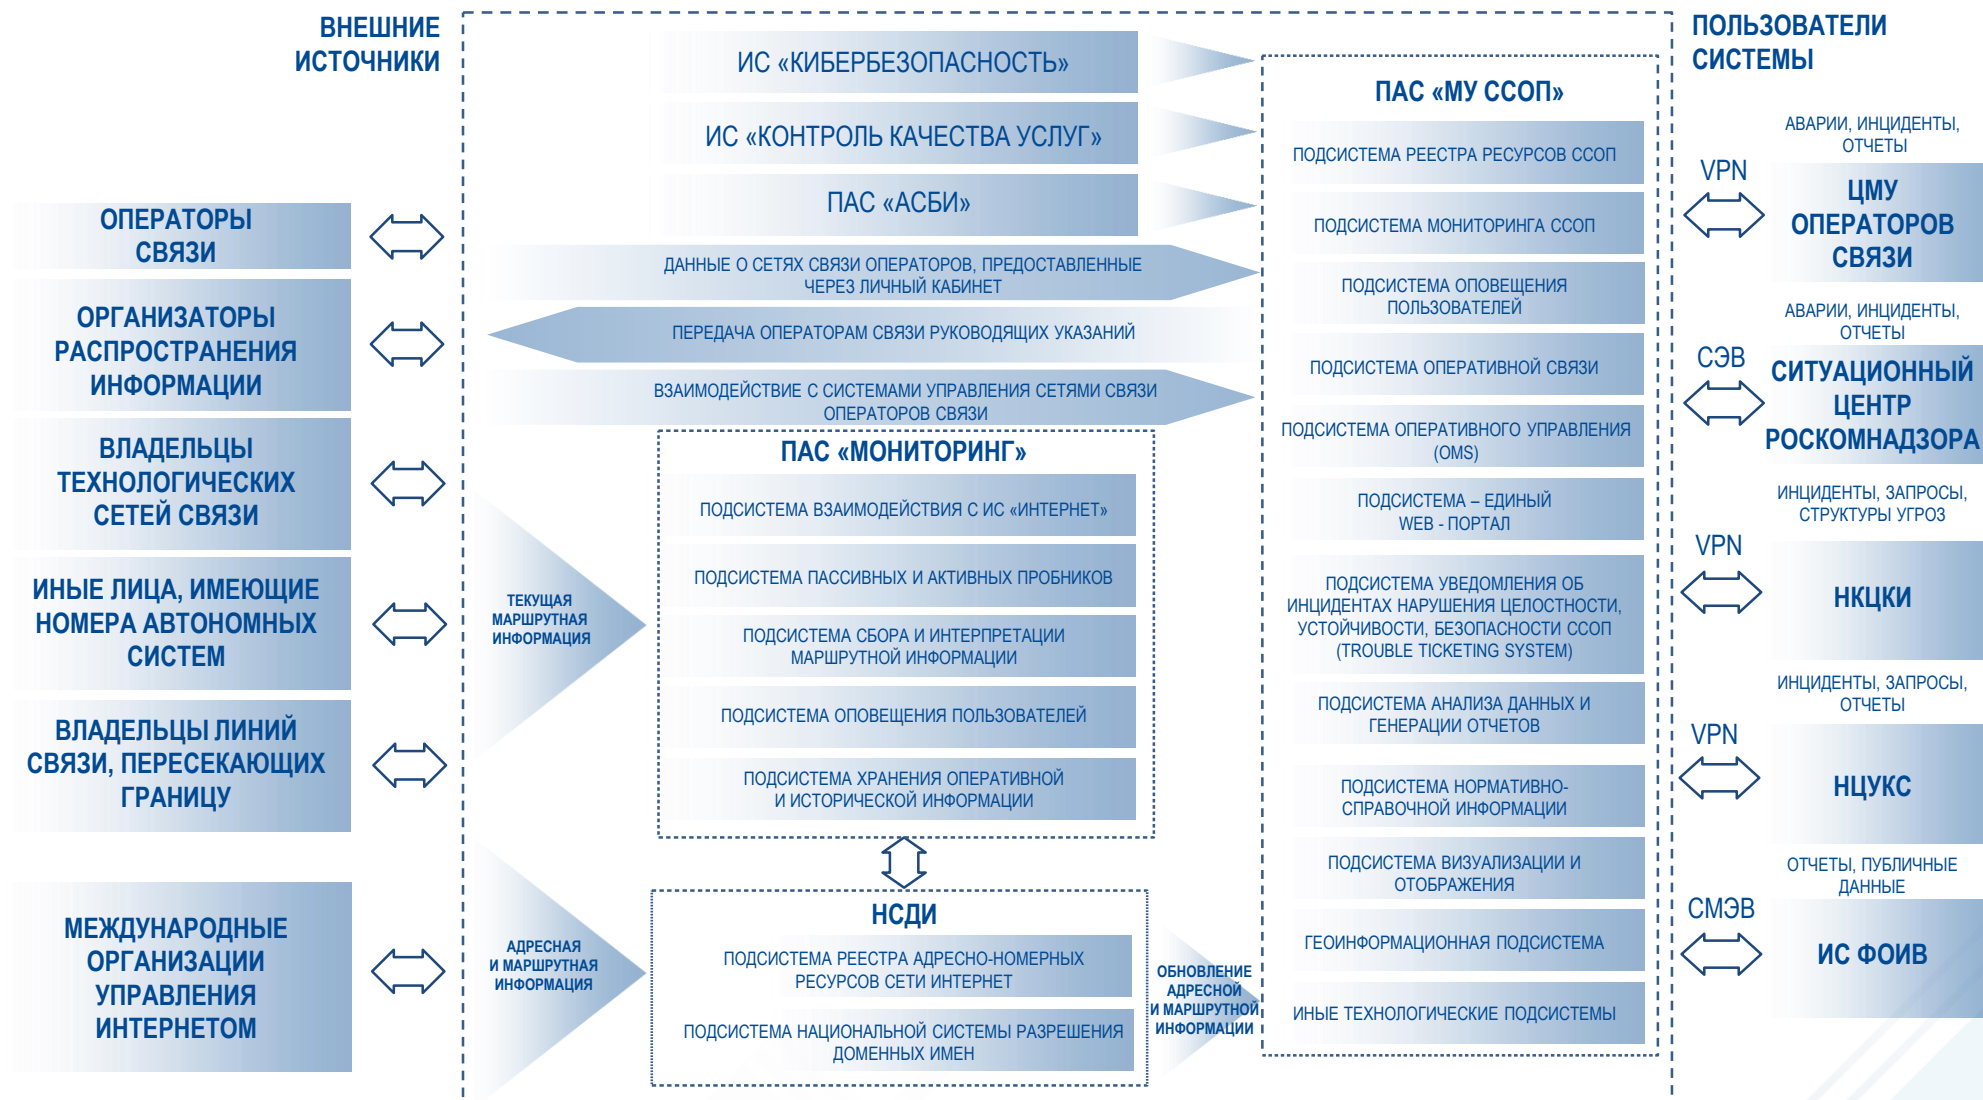 ВНЕШНИЕ
ИСТОЧНИКИ
ОПЕРАТОРЫ
СВЯЗИ
ОРГАНИЗАТОРЫ
РАСПРОСТРАНЕНИЯ
ИНФОРМАЦИИ
ВЛАДЕЛЬЦЫ
ТЕХНОЛОГИЧЕСКИХ
СЕТЕЙ СВЯЗИ
ИНЫЕ ЛИЦА, ИМЕЮЩИЕ
НОМЕРА АВТОНОМНЫХ
СИСТЕМ
ВЛАДЕЛЬЦЫ ЛИНИЙ
СВЯЗИ, ПЕРЕСЕКАЮЩИХ
ГРАНИЦУ
МЕЖДУНАРОДНЫЕ
ОРГАНИЗАЦИИ
УПРАВЛЕНИЯ
ИНТЕРНЕТОМ
ИС «КИБЕРБЕЗОПАСНОСТЬ»
ИС «КОНТРОЛЬ КАЧЕСТВА УСЛУГ»
ПАС «АСБИ»
ДАННЫЕ О СЕТЯХ СВЯЗИ ОПЕРАТОРОВ, ПРЕДОСТАВЛЕННЫЕ
ЧЕРЕЗ ЛИЧНЫЙ КАБИНЕТ
ПЕРЕДАЧА ОПЕРАТОРАМ СВЯЗИ РУКОВОДЯЩИХ УКАЗАНИЙ
ВЗАИМОДЕЙСТВИЕ С СИСТЕМАМИ УПРАВЛЕНИЯ СЕТЯМИ СВЯЗИ
ОПЕРАТОРОВ СВЯЗИ
ТЕКУЩАЯ
МАРШРУТНАЯ
ИНФОРМАЦИЯ
ПАС «МОНИТОРИНГ»
ПОДСИСТЕМА ВЗАИМОДЕЙСТВИЯ С ИС «ИНТЕРНЕТ»
ПОДСИСТЕМА ПАССИВНЫХ И АКТИВНЫХ ПРОБНИКОВ
ПОДСИСТЕМА СБОРА И ИНТЕРПРЕТАЦИИ
МАРШРУТНОЙ ИНФОРМАЦИИ
ПОДСИСТЕМА ОПОВЕЩЕНИЯ ПОЛЬЗОВАТЕЛЕЙ
ПОДСИСТЕМА ХРАНЕНИЯ ОПЕРАТИВНОЙ
И ИСТОРИЧЕСКОЙ ИНФОРМАЦИИ
АДРЕСНАЯ
И МАРШРУТНАЯ
ИНФОРМАЦИЯ
НСДИ
ПОДСИСТЕМА РЕЕСТРА АДРЕСНО-НОМЕРНЫХ
РЕСУРСОВ СЕТИ ИНТЕРНЕТ
ПОДСИСТЕМА НАЦИОНАЛЬНОЙ СИСТЕМЫ РАЗРЕШЕНИЯ
ДОМЕННЫХ ИМЕН
ОБНОВЛЕНИЕ
АДРЕСНОЙ
И МАРШРУТНОЙ
ИНФОРМАЦИИ
ПАС «МУ ССОП»
ПОДСИСТЕМА РЕЕСТРА РЕСУРСОВ ССОП
ПОДСИСТЕМА МОНИТОРИНГА ССОП
ПОДСИСТЕМА ОПОВЕЩЕНИЯ
ПОЛЬЗОВАТЕЛЕЙ
ПОДСИСТЕМА ОПЕРАТИВНОЙ СВЯЗИ
ПОДСИСТЕМА ОПЕРАТИВНОГО УПРАВЛЕНИЯ
(OMS)
ПОДСИСТЕМА – ЕДИНЫЙ
WEB - ПОРТАЛ
ПОДСИСТЕМА УВЕДОМЛЕНИЯ ОБ
ИНЦИДЕНТАХ НАРУШЕНИЯ ЦЕЛОСТНОСТИ,
УСТОЙЧИВОСТИ, БЕЗОПАСНОСТИ ССОП
(TROUBLE TICKETING SYSTEM)
ПОДСИСТЕМА АНАЛИЗА ДАННЫХ И
ГЕНЕРАЦИИ ОТЧЕТОВ
ПОДСИСТЕМА НОРМАТИВНО-
СПРАВОЧНОЙ ИНФОРМАЦИИ
ПОДСИСТЕМА ВИЗУАЛИЗАЦИИ И
ОТОБРАЖЕНИЯ
ГЕОИНФОРМАЦИОННАЯ ПОДСИСТЕМА
ИНЫЕ ТЕХНОЛОГИЧЕСКИЕ ПОДСИСТЕМЫ
ПОЛЬЗОВАТЕЛИ
СИСТЕМЫ
АВАРИИ, ИНЦИДЕНТЫ,
ОТЧЕТЫ
VPN
ЦМУ
ОПЕРАТОРОВ
СВЯЗИ
АВАРИИ, ИНЦИДЕНТЫ,
ОТЧЕТЫ
СЭВ
СИТУАЦИОННЫЙ
ЦЕНТР
РОСКОМНАДЗОРА
ИНЦИДЕНТЫ, ЗАПРОСЫ,
СТРУКТУРЫ УГРОЗ
VPN
НКЦКИ
ИНЦИДЕНТЫ, ЗАПРОСЫ,
ОТЧЕТЫ
VPN
НЦУКС
ОТЧЕТЫ, ПУБЛИЧНЫЕ
ДАННЫЕ
СМЭВ
ИС ФОИВ